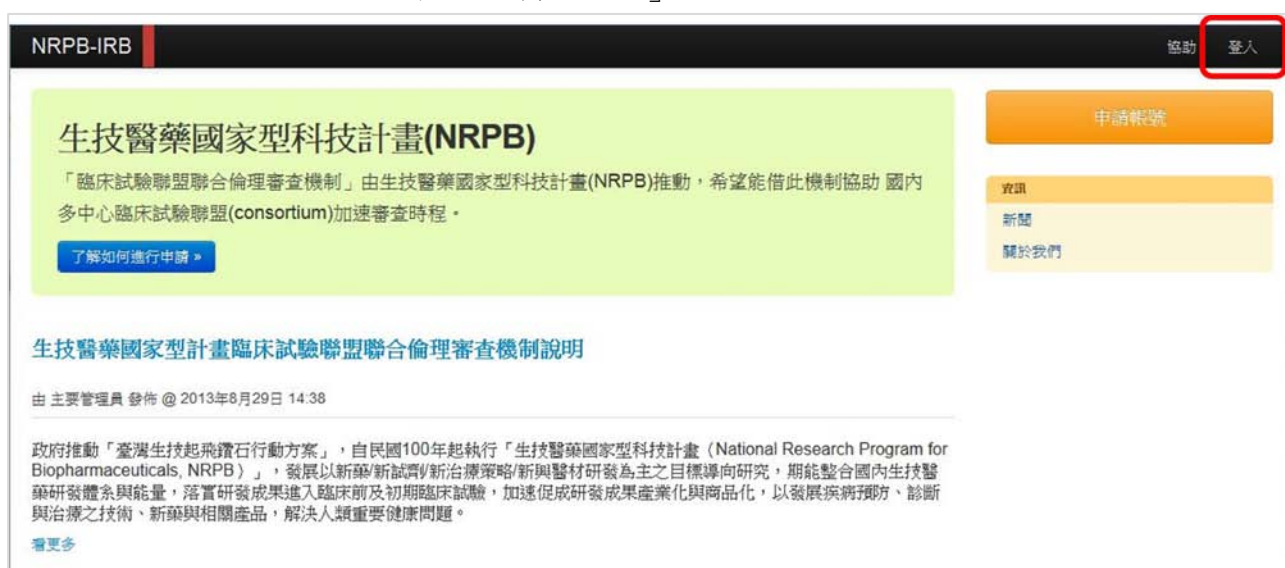 NRPB-IRB
協助
登入
生技醫藥國家型科技計畫(NRPB)
「臨床試驗聯盟聯合倫理審查機制」由生技醫藥國家型科技計畫(NRPB)推動，希望能借此機制協助 國內
多中心臨床試驗聯盟(consortium)加速審查時程。
了解如何進行申請 »
申請帳號
資訊
新聞
關於我們
生技醫藥國家型計畫臨床試驗聯盟聯合倫理審查機制說明
由 主要管理員 發佈 @ 2013年8月29日 14:38
政府推動「臺灣生技起飛鑽石行動方案」，自民國100年起執行「生技醫藥國家型科技計畫（National Research Program for
Biopharmaceuticals, NRPB）」，發展以新藥/新試劑/新治療策略/新興醫材研發為主之目標導向研究，期能整合國內生技醫
藥研發體系與能量，落實研發成果進入臨床前及初期臨床試驗，加速促成研發成果產業化與商品化，以發展疾病預防、診斷
與治療之技術、新藥與相關產品，解決人類重要健康問題。
看更多